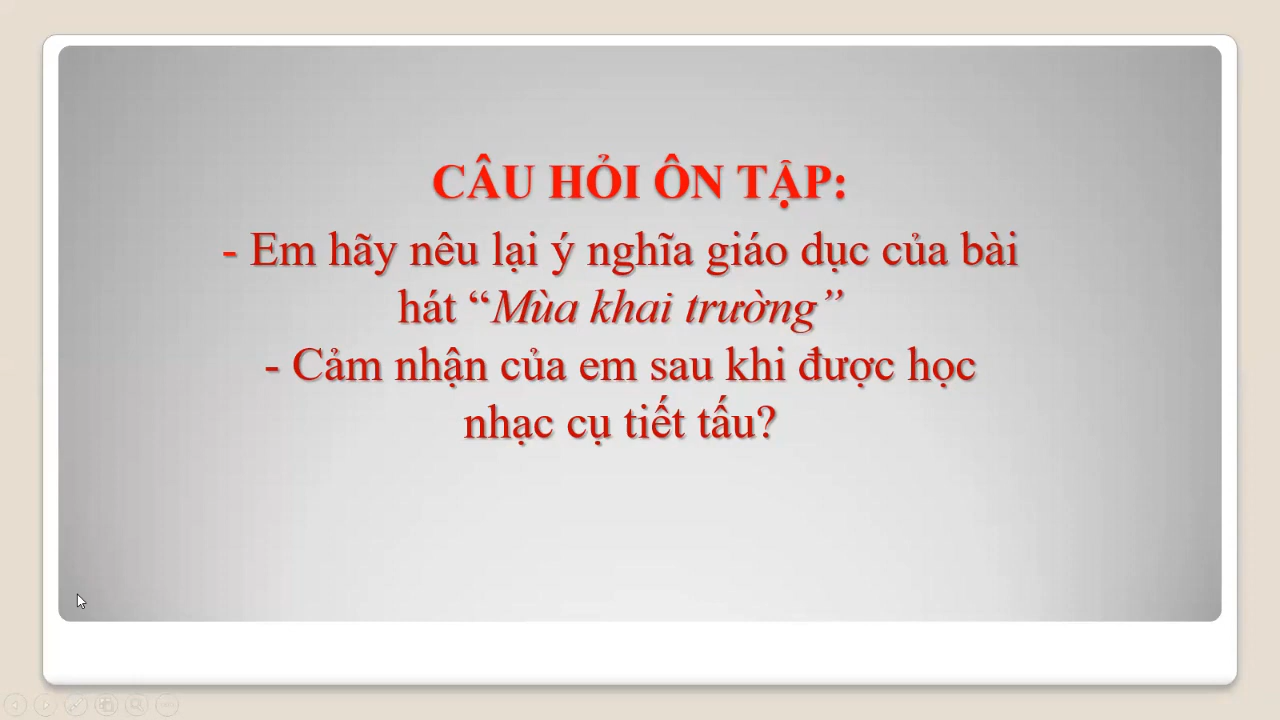 CÂU HỎI ÔN TẬP:
- Em hãy nêu lại ý nghĩa giáo dục của bài
hát “Mùa khai trường”
- Cảm nhận của em sau khi được học
nhạc cụ tiết tấu?